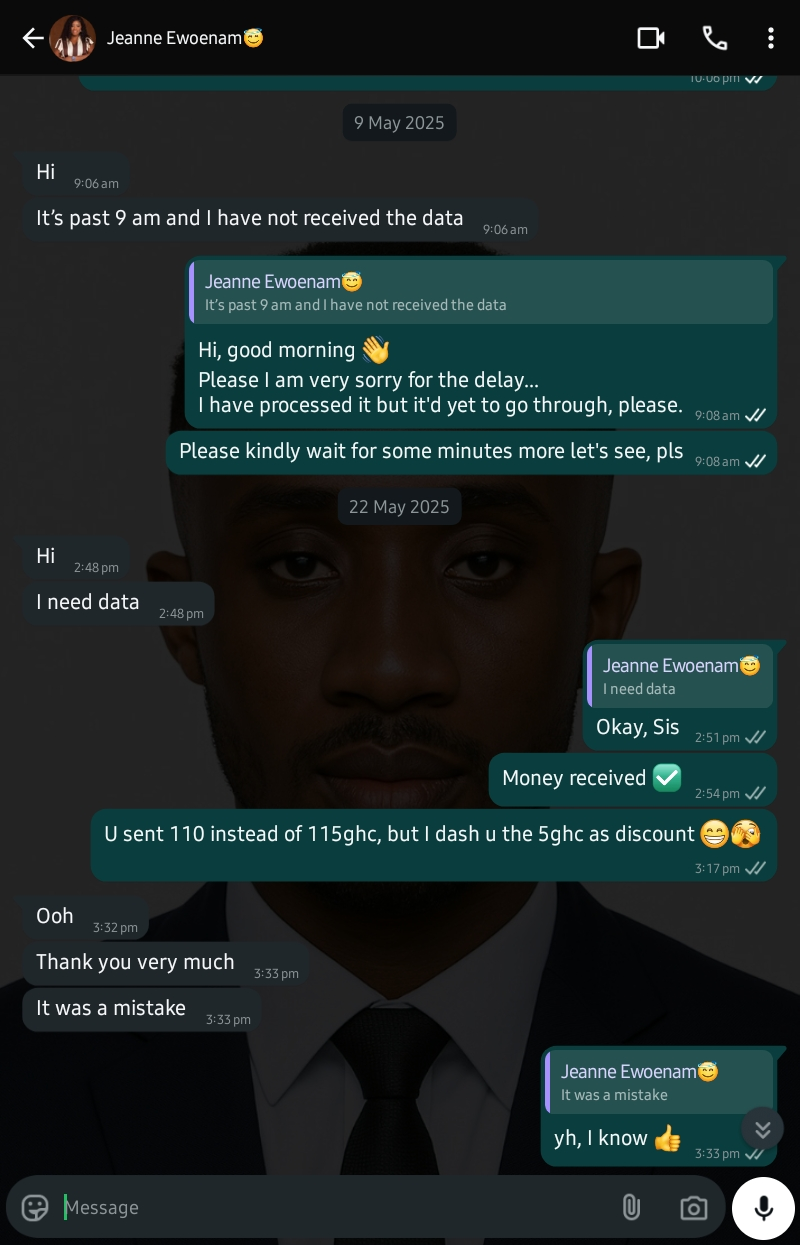 Jeanne Ewoenam😇
10:06 pm
9 May 2025
Hi
9:06 am
It's past 9 am and I have not received the data
9:06 am
Jeanne Ewoenam😇
It's past 9 am and I have not received the data
Hi, good morning 👋
Please I am very sorry for the delay...
I have processed it but it'd yet to go through, please.
9:08 am
Please kindly wait for some minutes more let's see, pls
9:08 am
22 May 2025
Hi
2:48 pm
I need data
2:48 pm
Jeanne Ewoenam😇
I need data
Okay, Sis
2:51 pm
Money received ✅
2:54 pm
U sent 110 instead of 115ghc, but I dash u the 5ghc as discount 😁🫣
3:17 pm
Ooh
3:32 pm
Thank you very much
3:33 pm
It was a mistake
3:33 pm
Jeanne Ewoenam😇
It was a mistake
yh, I know 👍
3:33 pm
Message